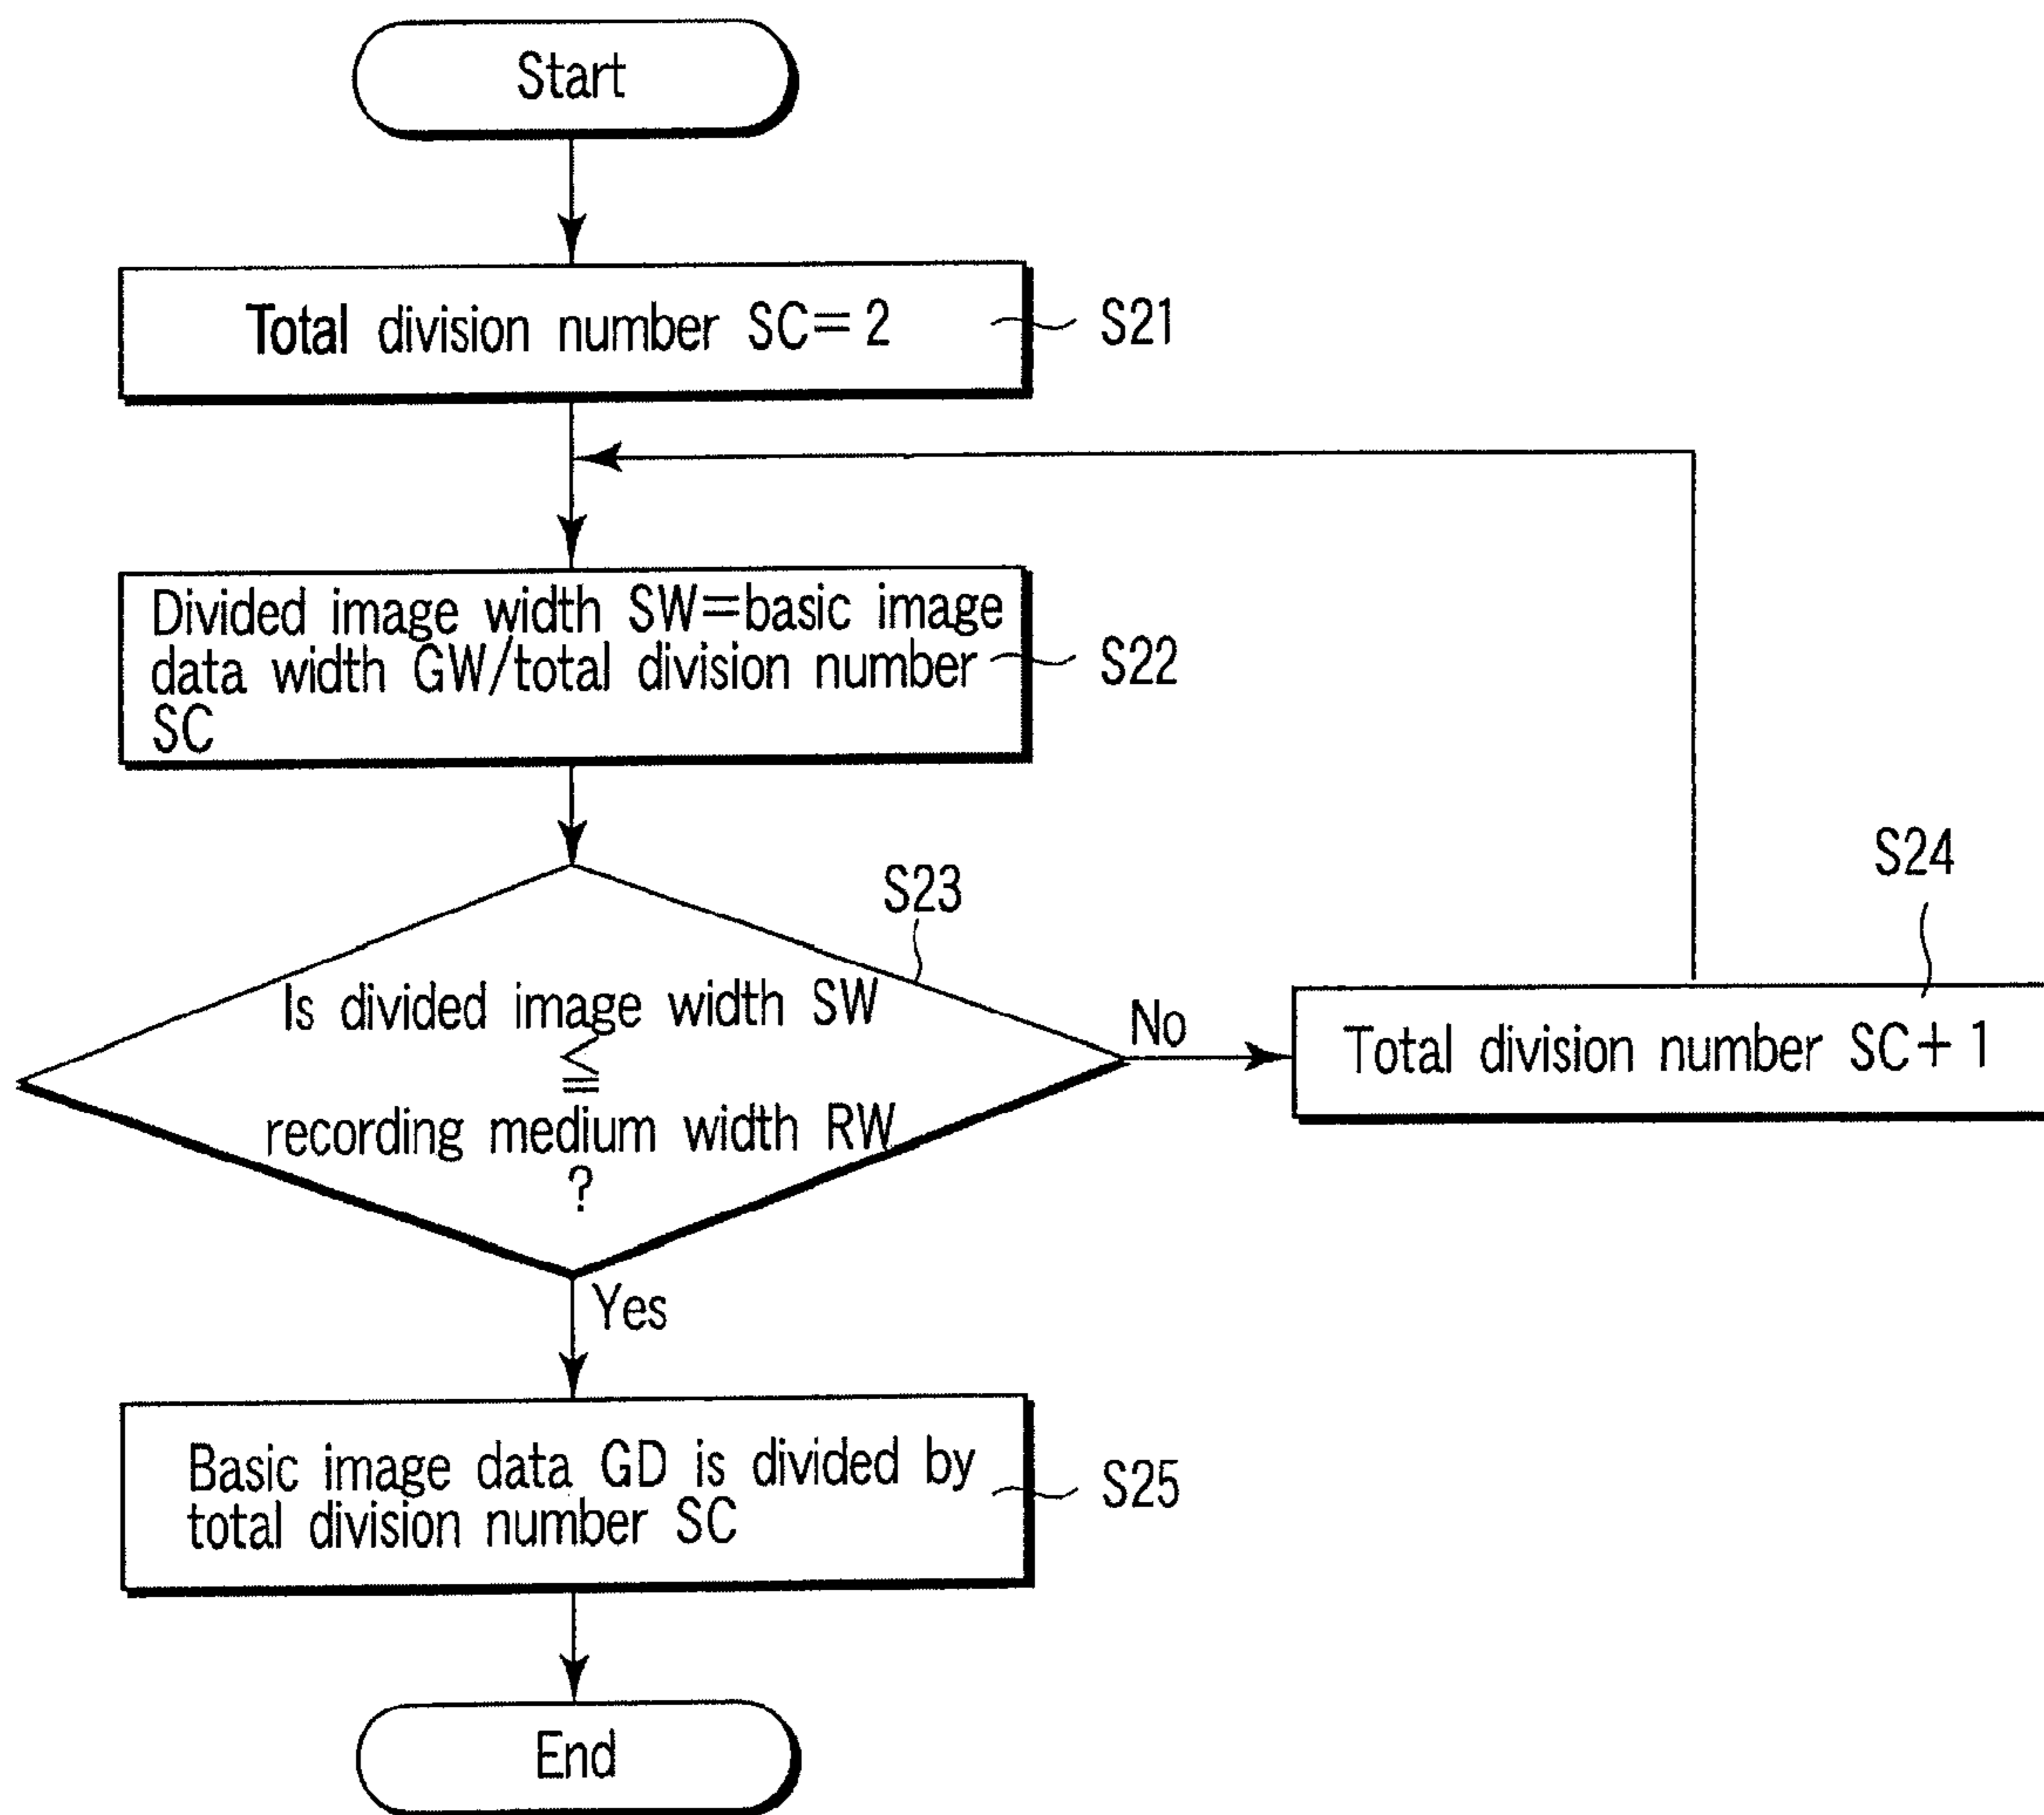 Start
Total division number SC=2
S21
Divided image width SW=basic image
data width GW/total division number
SC
S22
S23
Is divided image width SW
≦
recording medium width RW
?
No
S24
Total division number SC+1
Yes
Basic image data GD is divided by
total division number SC
S25
End